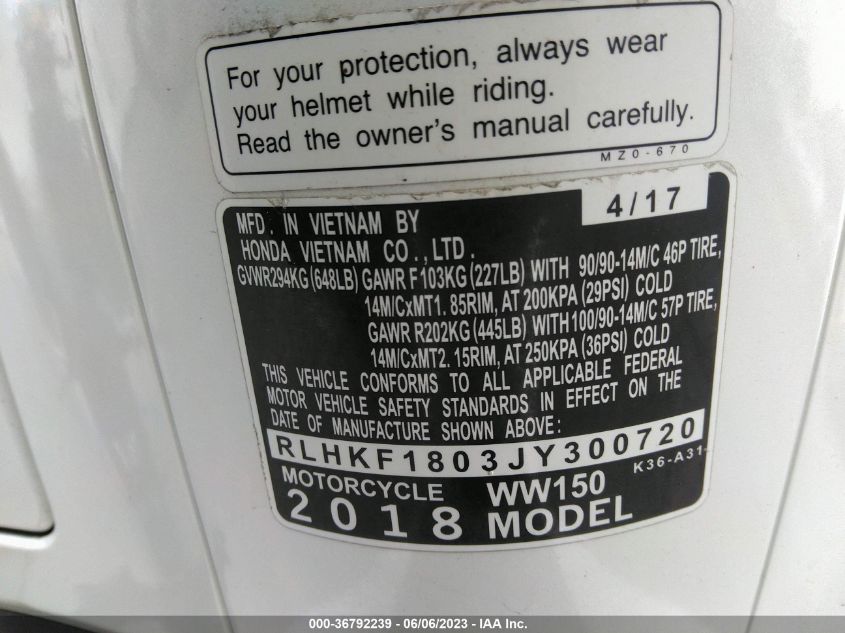 For your protection, always wear
your helmet while riding.
Read the owner's manual carefully.
MZ0-670
4/17
MFD. IN VIETNAM BY
HONDA VIETNAM CO.,LTD.
GVWR294KG(648LB) GAWR F103KG(227LB) WITH 90/90-14M/C 46P TIRE,
14M/CxMT1.85RIM, AT 200KPA(29PSI) COLD
GAWR R202KG(445LB) WITH100/90-14M/C 57P TIRE,
14M/CxMT2.15RIM, AT 250KPA(36PSI) COLD
THIS VEHICLE CONFORMS TO ALL APPLICABLE FEDERAL
MOTOR VEHICLE SAFETY STANDARDS IN EFFECT ON THE
DATE OF MANUFACTURE SHOWN ABOVE:
RLHKF1803JY300720
K36-A31-
MOTORCYCLE WW150
2018 MODEL
000-36792239 - 06/06/2023 - IAA Inc.